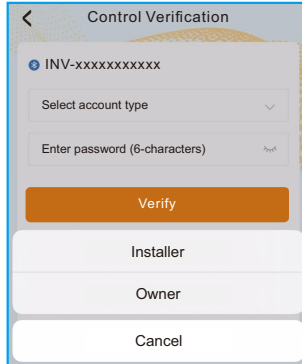 Control Verification
INV-xxxxxxxxxxx
Select account type
Enter password (6-characters)
Verify
Installer
Owner
Cancel